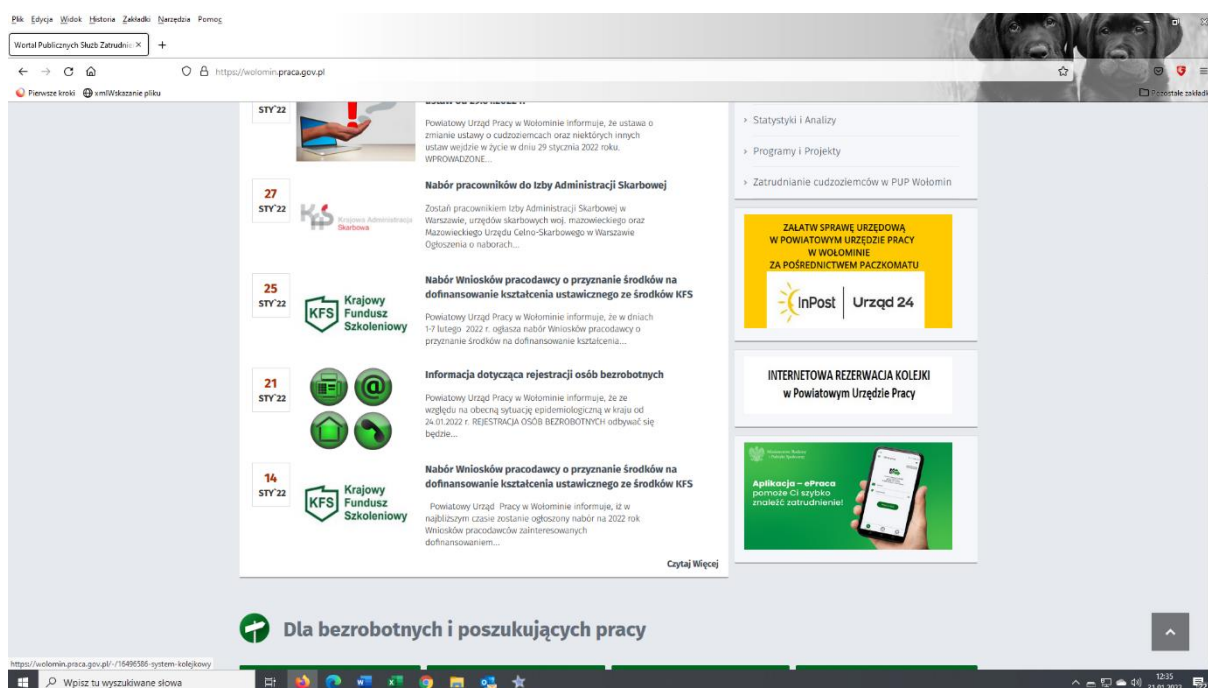 Plik Edycja Widok Historia Zakładki Narzędzia Pomoc
Wortal Publicznych Służb Zatrudnie × +
https://wolomin.praca.gov.pl
Pierwsze kroki xmlWskazanie pliku
Pozostałe zakładki
STY`22
ustaw od 29.01.2022 r.
Powiatowy Urząd Pracy w Wołominie informuje, że ustawa o
zmianie ustawy o cudzoziemcach oraz niektórych innych
ustaw wejdzie w życie w dniu 29 stycznia 2022 roku.
WPROWADZONE...
27
STY`22
Krajowa Administracja
Skarbowa
Nabór pracowników do Izby Administracji Skarbowej
Zostań pracownikiem Izby Administracji Skarbowej w
Warszawie, urzędów skarbowych woj. mazowieckiego oraz
Mazowieckiego Urzędu Celno-Skarbowego w Warszawie
Ogłoszenia o naborach...
25
STY`22
KFS
Krajowy
Fundusz
Szkoleniowy
Nabór Wniosków pracodawcy o przyznanie środków na
dofinansowanie kształcenia ustawicznego ze środków KFS
Powiatowy Urząd Pracy w Wołominie informuje, że w dniach
1-7 lutego 2022 r. ogłasza nabór Wniosków pracodawcy o
przyznanie środków na dofinansowanie kształcenia...
21
STY`22
@
Informacja dotycząca rejestracji osób bezrobotnych
Powiatowy Urząd Pracy w Wołominie informuje, że ze
względu na obecną sytuację epidemiologiczną w kraju od
24.01.2022 r. REJESTRACJA OSÓB BEZROBOTNYCH odbywać się
będzie...
14
STY`22
KFS
Krajowy
Fundusz
Szkoleniowy
Nabór Wniosków pracodawcy o przyznanie środków na
dofinansowanie kształcenia ustawicznego ze środków KFS
Powiatowy Urząd Pracy w Wołominie informuje, iż w
najbliższym czasie zostanie ogłoszony nabór na 2022 rok
Wniosków pracodawców zainteresowanych
dofinansowaniem...
Czytaj Więcej
Statystyki i Analizy
Programy i Projekty
Zatrudnianie cudzoziemców w PUP Wołomin
ZAŁATW SPRAWĘ URZĘDOWĄ
W POWIATOWYM URZĘDZIE PRACY
W WOŁOMINIE
ZA POŚREDNICTWEM PACZKOMATU
InPost | Urząd 24
INTERNETOWA REZERWACJA KOLEJKI
w Powiatowym Urzędzie Pracy
Aplikacja – ePraca
pomoże Ci szybko
znaleźć zatrudnienie!
Dla bezrobotnych i poszukujących pracy
https://wolomin.praca.gov.pl/-/16496586-system-kolejkowy
Wpisz tu wyszukiwane słowa
12:35